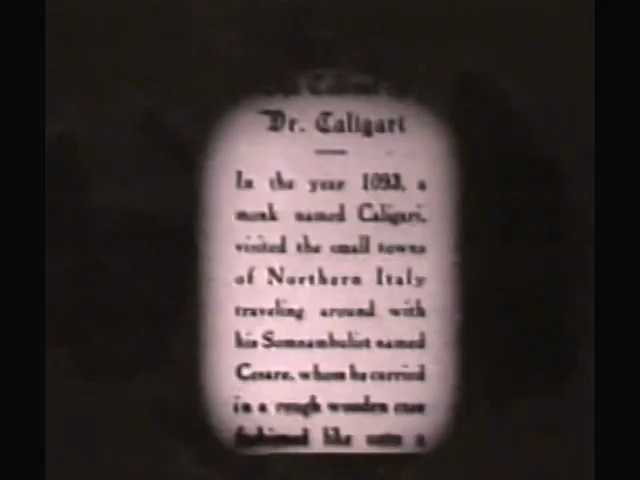 Dr. Caligari
In the year 1093, a
monk named Caligari,
visited the small towns
of Northern Italy
traveling around with
his Somnambulist named
Cesare, whom he carried
in a rough wooden case
fashioned like unto a